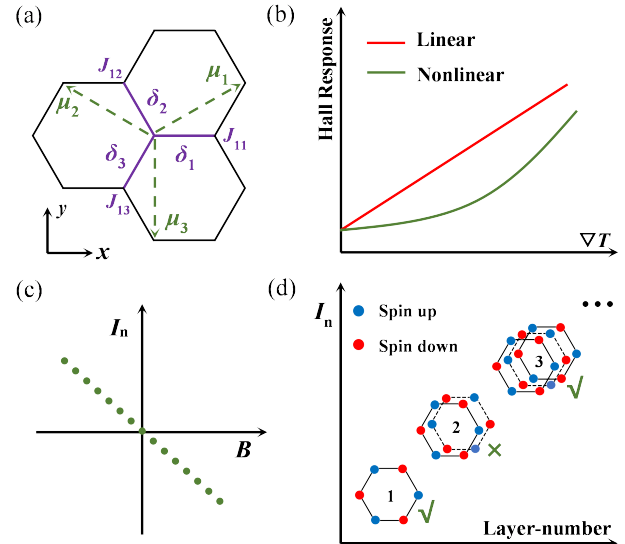 (a)
J₁₂
μ₁
μ₂
δ₂
δ₃
δ₁
J₁₁
J₁₃
μ₃
y
x
(b)
Hall Response
Linear
Nonlinear
∇T
(c)
Iₙ
B
(d)
Iₙ
Spin up
Spin down
•••
3
√
2
×
1
√
Layer-number